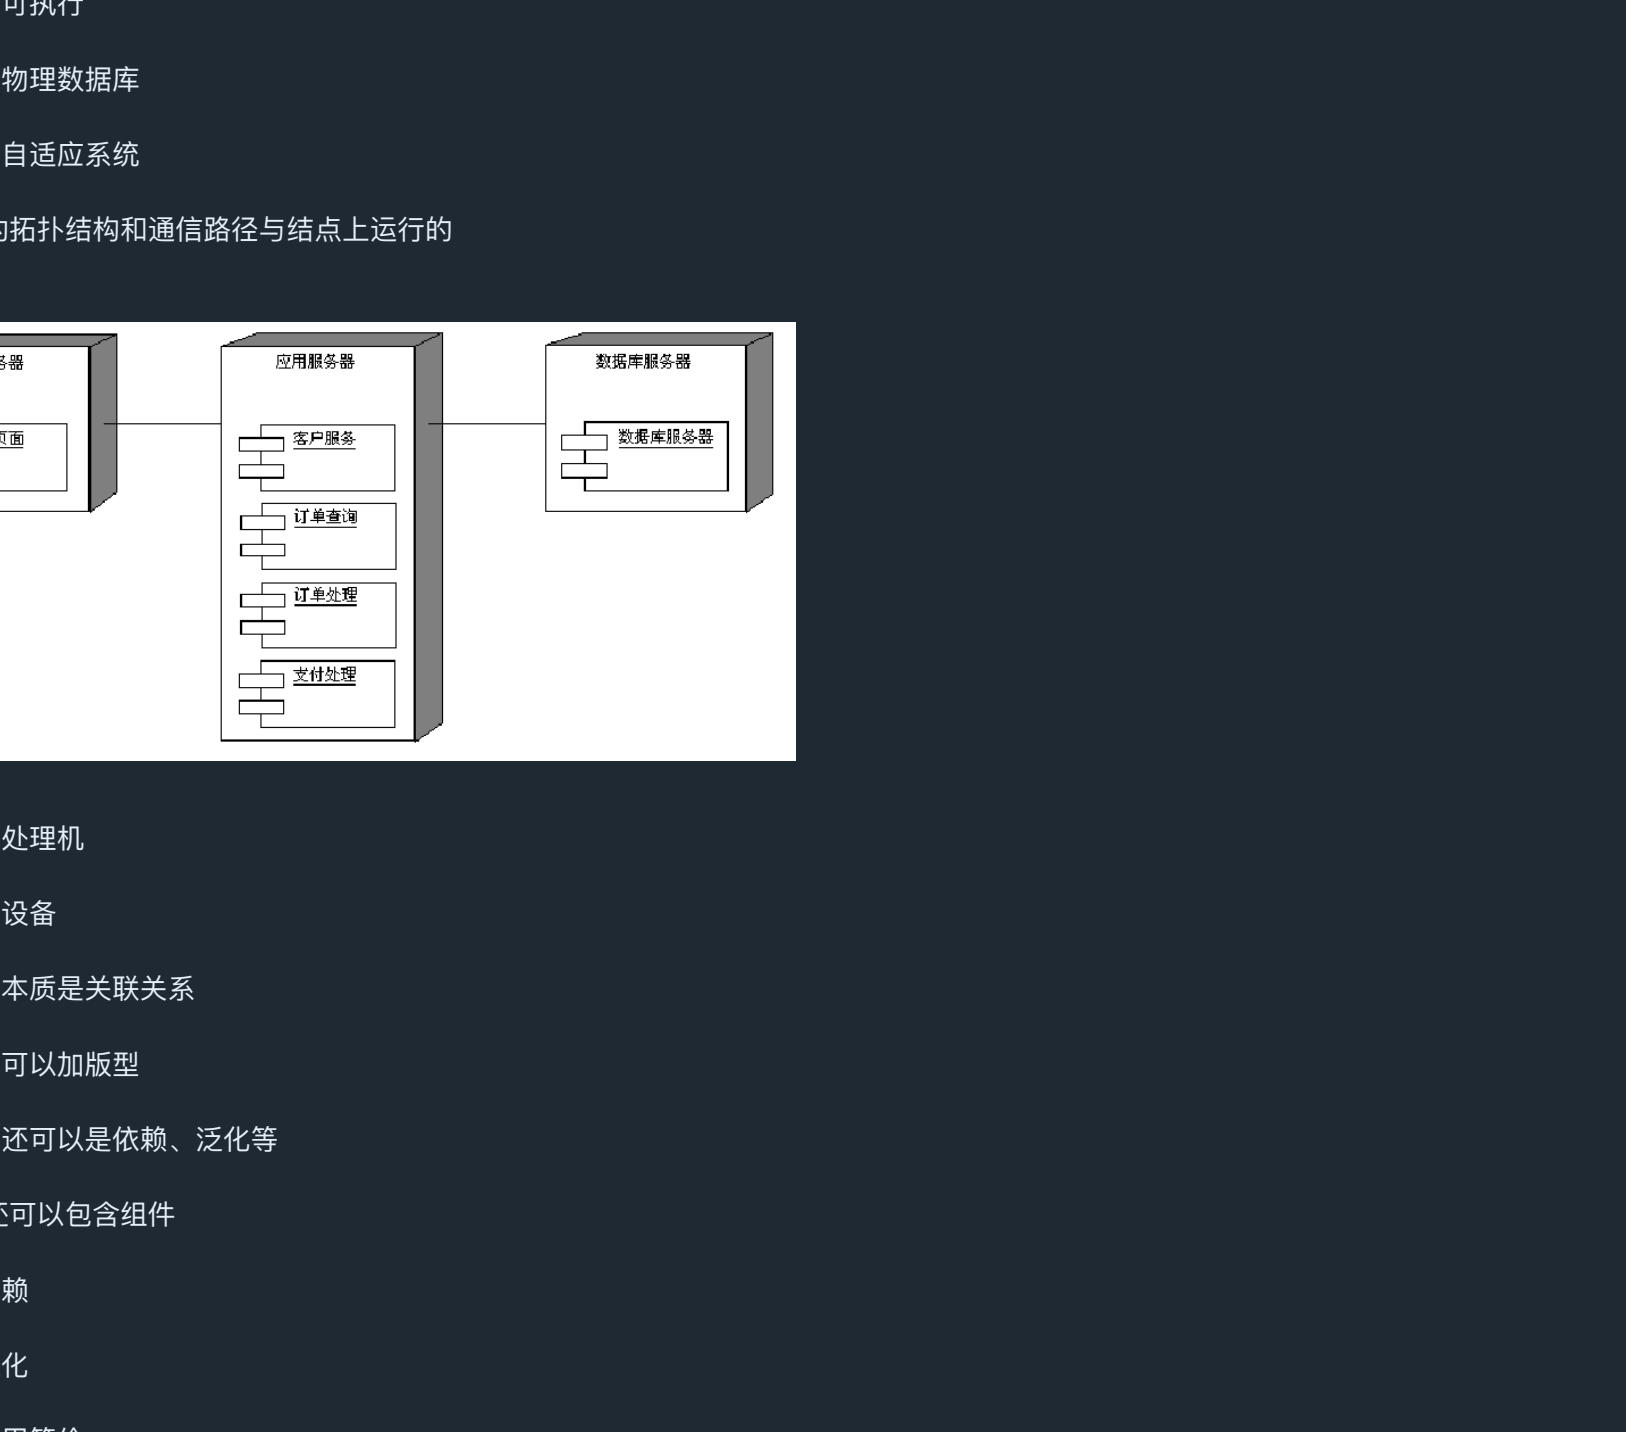 可执行
物理数据库
自适应系统
的拓扑结构和通信路径与结点上运行的
务器
应用服务器
数据库服务器
页面
客户服务
数据库服务器
订单查询
订单处理
支付处理
处理机
设备
本质是关联关系
可以加版型
还可以是依赖、泛化等
还可以包含组件
赖
化